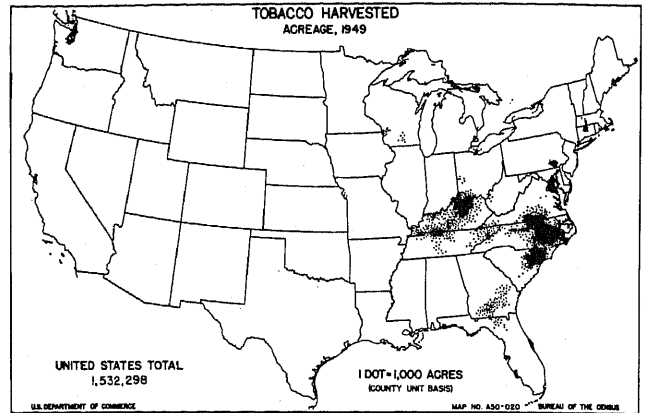 TOBACCO HARVESTED
ACREAGE, 1949
UNITED STATES TOTAL
1,532,298
1 DOT=1,000 ACRES
(COUNTY UNIT BASIS)
U.S. DEPARTMENT OF COMMERCE
MAP NO. A50-020 BUREAU OF THE CENSUS